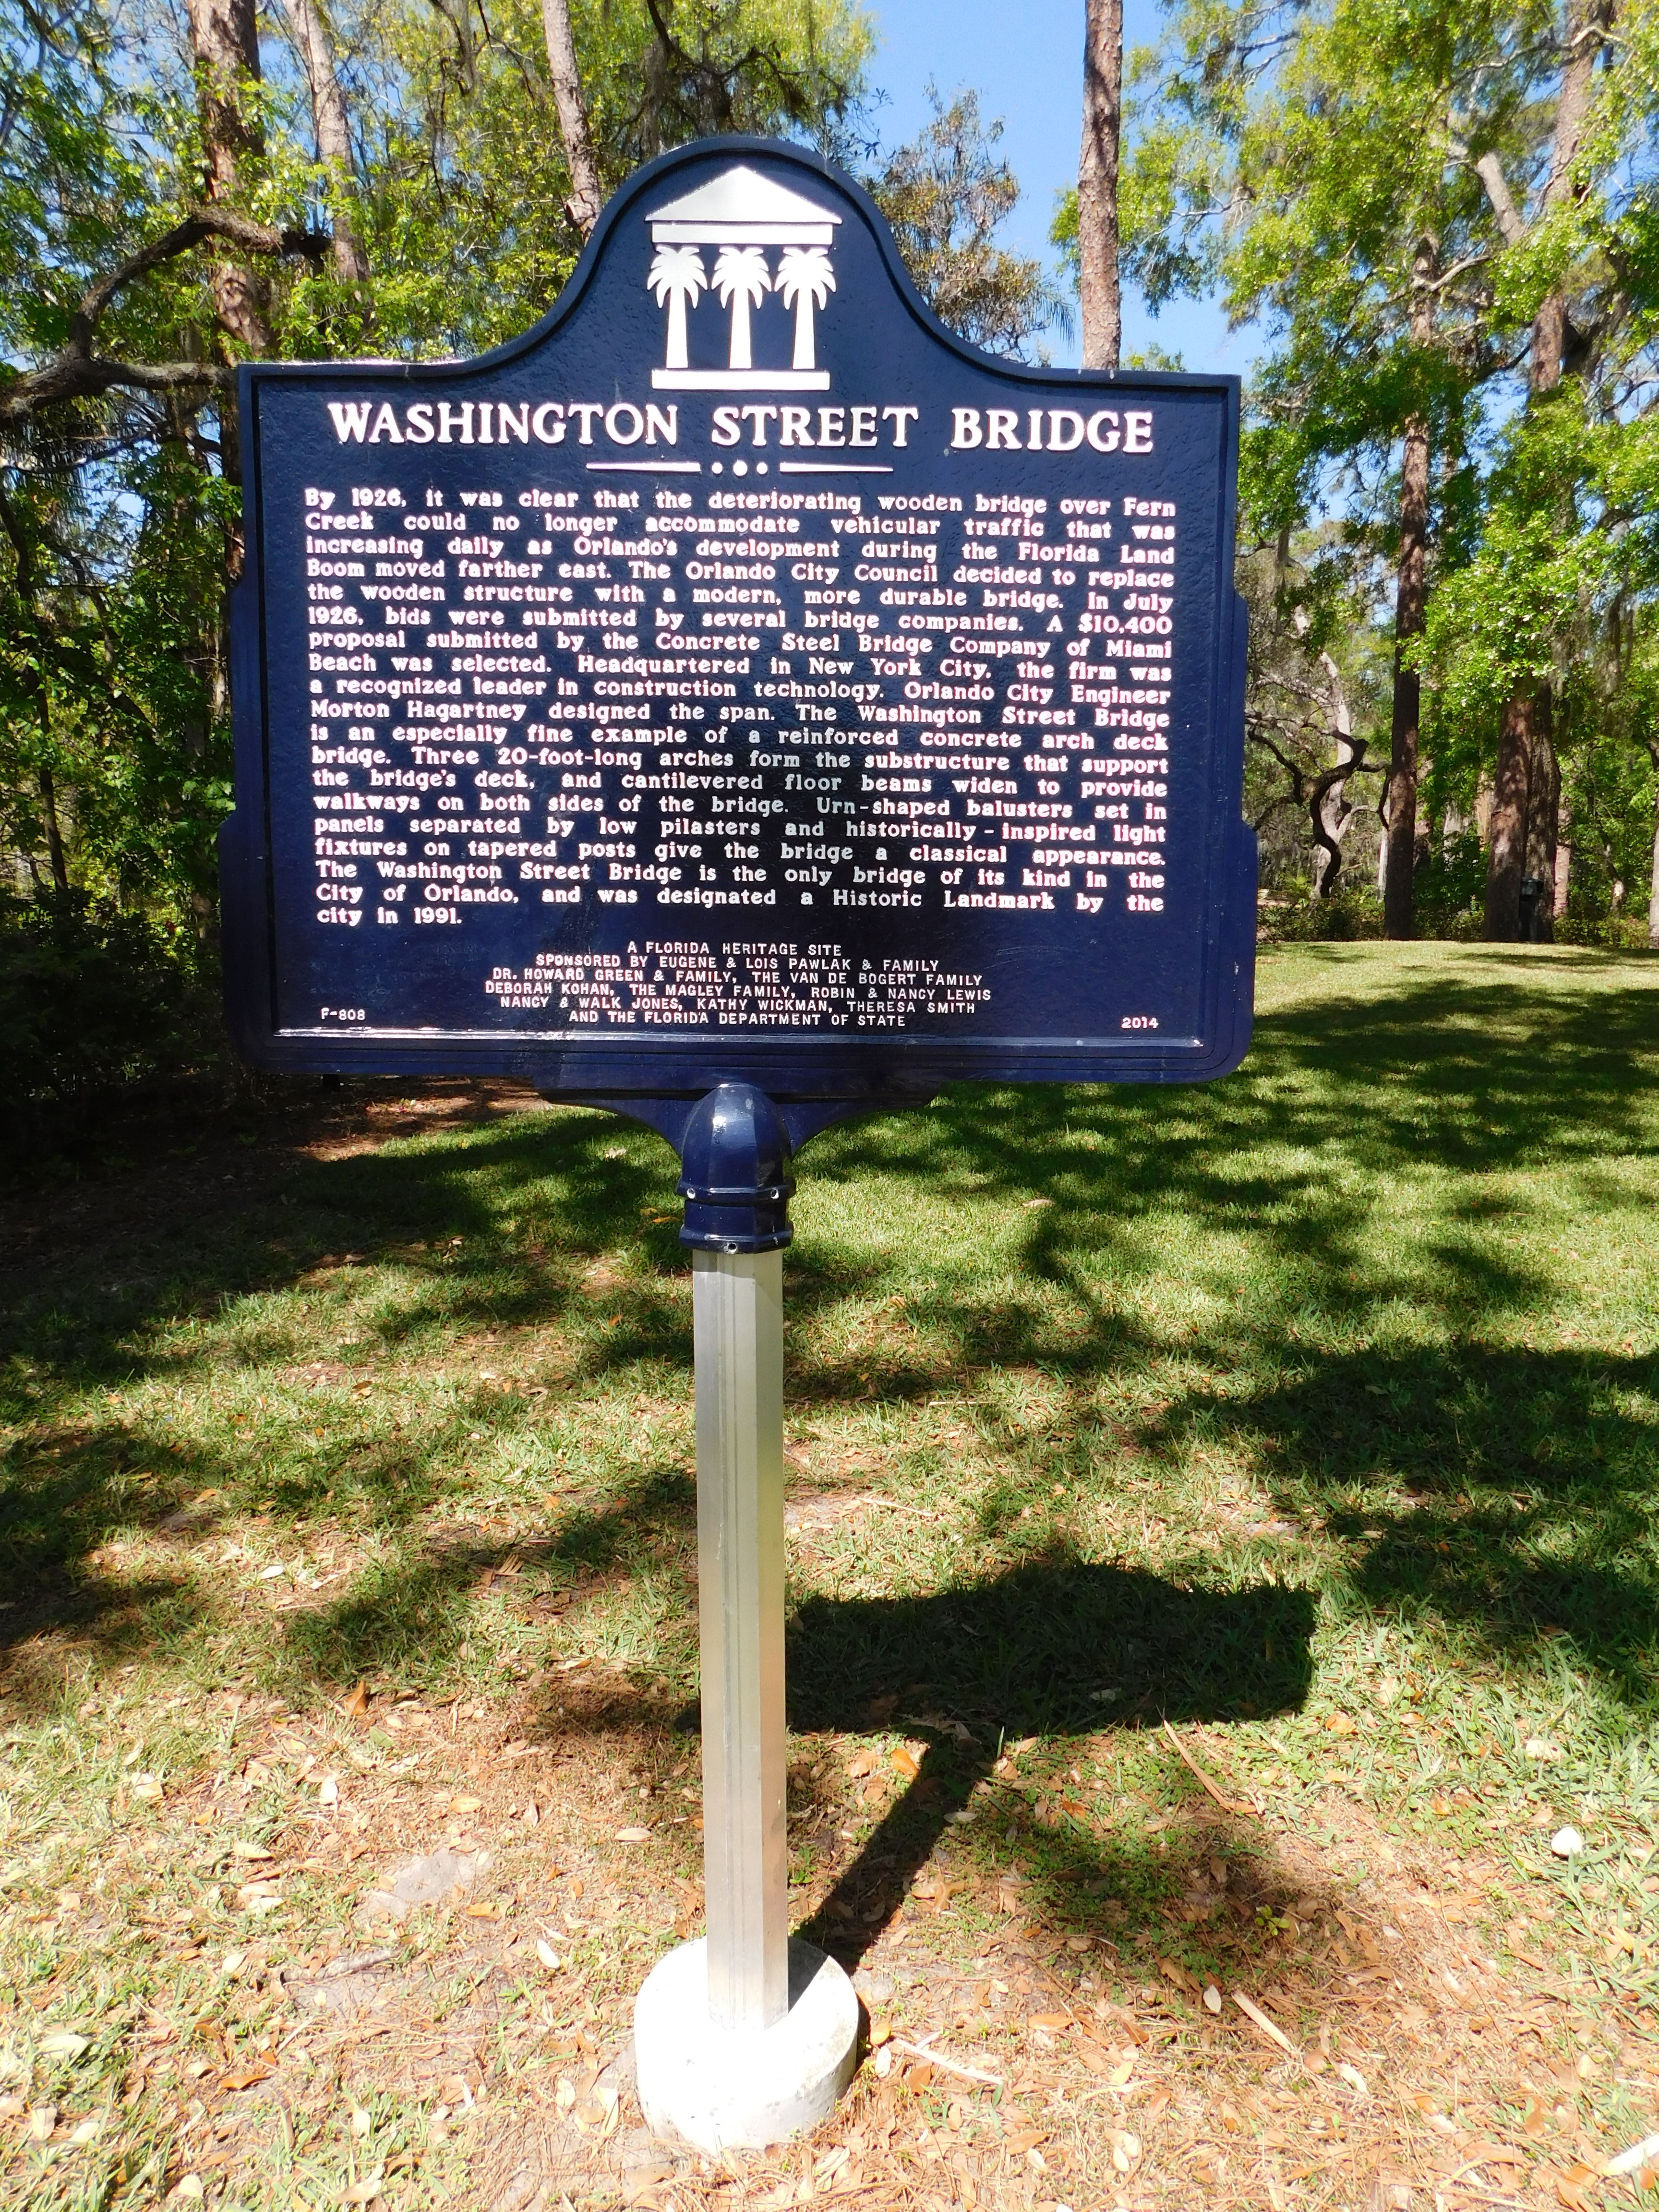 WASHINGTON STREET BRIDGE
By 1926, it was clear that the deteriorating wooden bridge over Fern
Creek could no longer accommodate vehicular traffic that was
increasing daily as Orlando's development during the Florida Land
Boom moved farther east. The Orlando City Council decided to replace
the wooden structure with a modern, more durable bridge. In July
1926, bids were submitted by several bridge companies. A $10,400
proposal submitted by the Concrete Steel Bridge Company of Miami
Beach was selected. Headquartered in New York City, the firm was
a recognized leader in construction technology. Orlando City Engineer
Morton Hagartney designed the span. The Washington Street Bridge
is an especially fine example of a reinforced concrete arch deck
bridge. Three 20-foot-long arches form the substructure that support
the bridge's deck, and cantilevered floor beams widen to provide
walkways on both sides of the bridge. Urn-shaped balusters set in
panels separated by low pilasters and historically-inspired light
fixtures on tapered posts give the bridge a classical appearance.
The Washington Street Bridge is the only bridge of its kind in the
City of Orlando, and was designated a Historic Landmark by the
city in 1991.
A FLORIDA HERITAGE SITE
SPONSORED BY EUGENE & LOIS PAWLAK & FAMILY
DR. HOWARD GREEN & FAMILY, THE VAN DE BOGERT FAMILY
DEBORAH KOHAN, THE MAGLEY FAMILY, ROBIN & NANCY LEWIS
NANCY & WALK JONES, KATHY WICKMAN, THERESA SMITH
AND THE FLORIDA DEPARTMENT OF STATE
F-808
2014